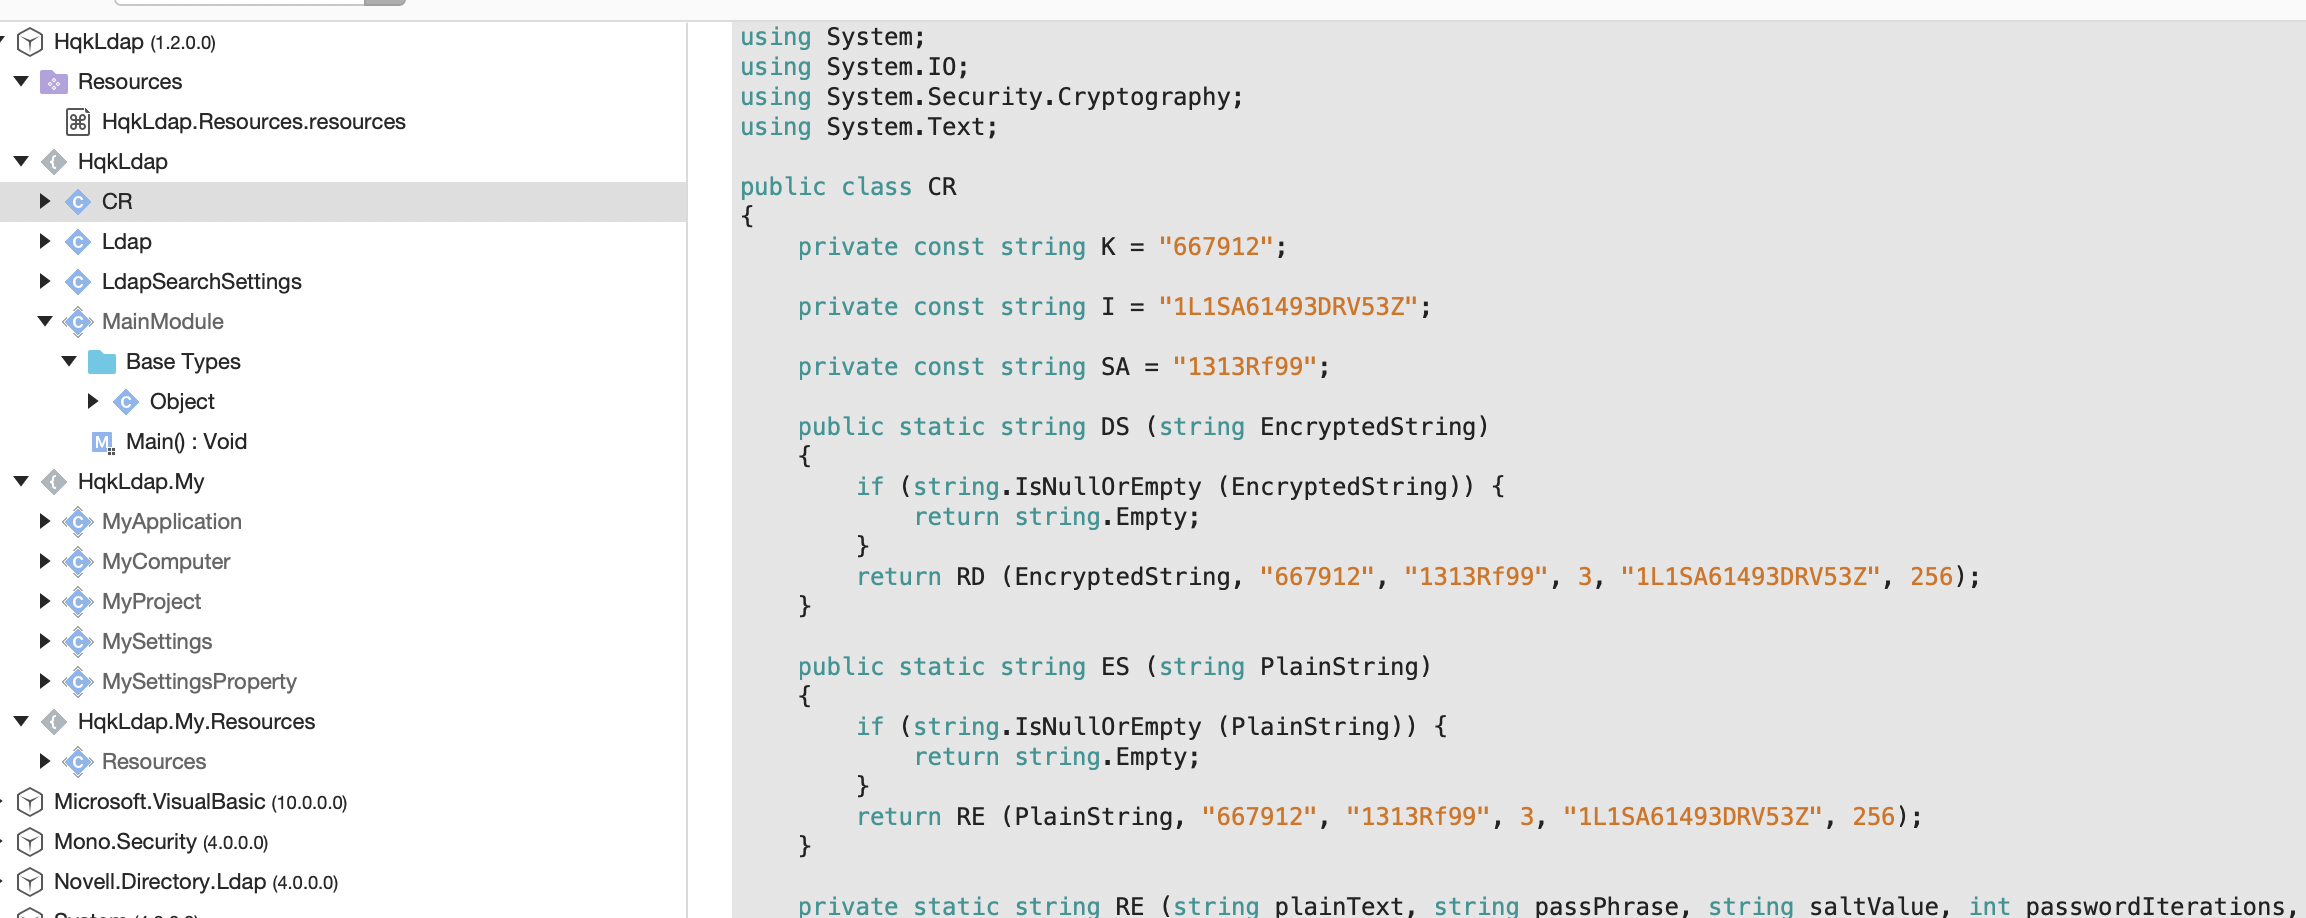 HqkLdap (1.2.0.0)
Resources
HqkLdap.Resources.resources
HqkLdap
CR
Ldap
LdapSearchSettings
MainModule
Base Types
Object
Main() : Void
HqkLdap.My
MyApplication
MyComputer
MyProject
MySettings
MySettingsProperty
HqkLdap.My.Resources
Resources
Microsoft.VisualBasic (10.0.0.0)
Mono.Security (4.0.0.0)
Novell.Directory.Ldap (4.0.0.0)
using System;
using System.IO;
using System.Security.Cryptography;
using System.Text;
public class CR
{
private const string K = "667912";
private const string I = "1L1SA61493DRV53Z";
private const string SA = "1313Rf99";
public static string DS (string EncryptedString)
{
if (string.IsNullOrEmpty (EncryptedString)) {
return string.Empty;
}
return RD (EncryptedString, "667912", "1313Rf99", 3, "1L1SA61493DRV53Z", 256);
}
public static string ES (string PlainString)
{
if (string.IsNullOrEmpty (PlainString)) {
return string.Empty;
}
return RE (PlainString, "667912", "1313Rf99", 3, "1L1SA61493DRV53Z", 256);
}
private static string RE (string plainText, string passPhrase, string saltValue, int passwordIterations,